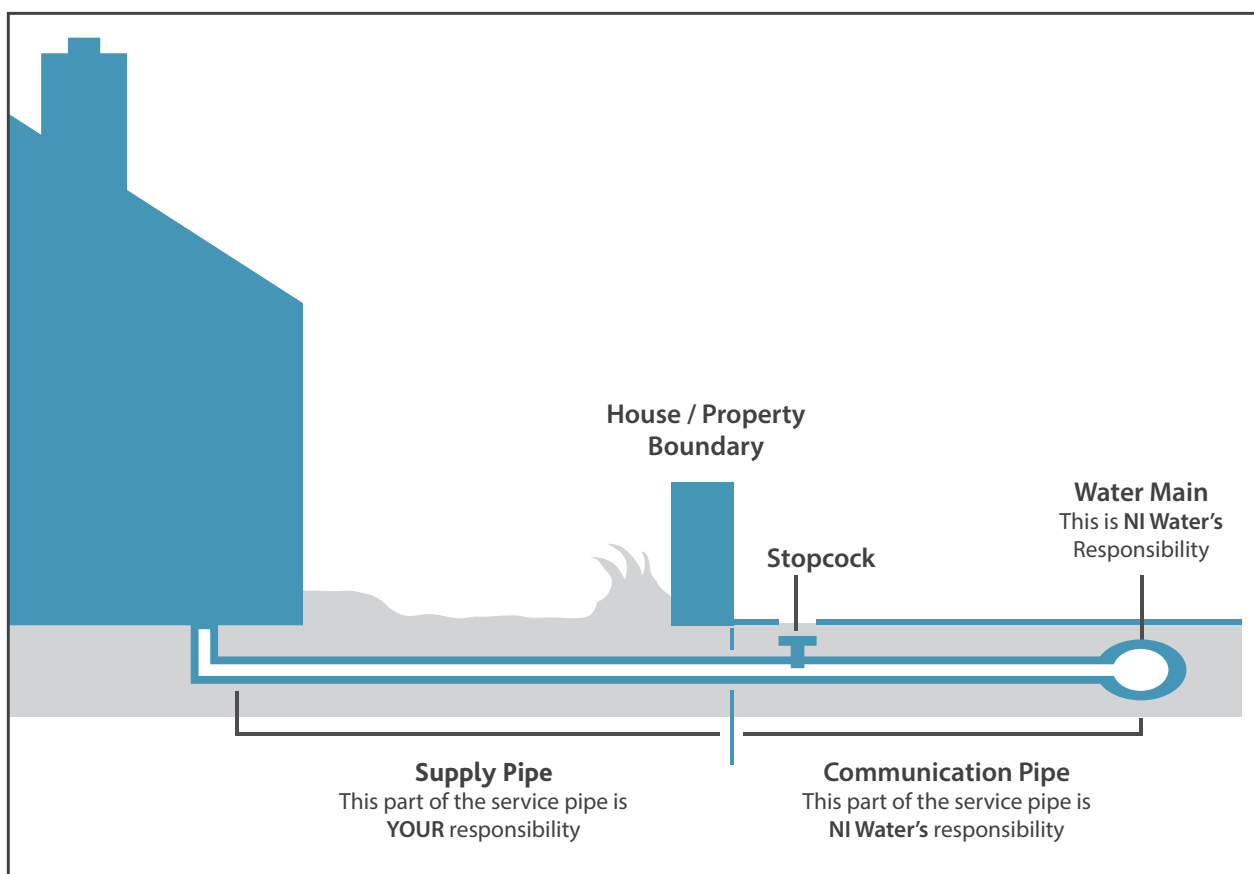 House / Property
Boundary
Stopcock
Water Main
This is NI Water's
Responsibility
Supply Pipe
This part of the service pipe is
YOUR responsibility
Communication Pipe
This part of the service pipe is
NI Water's responsibility